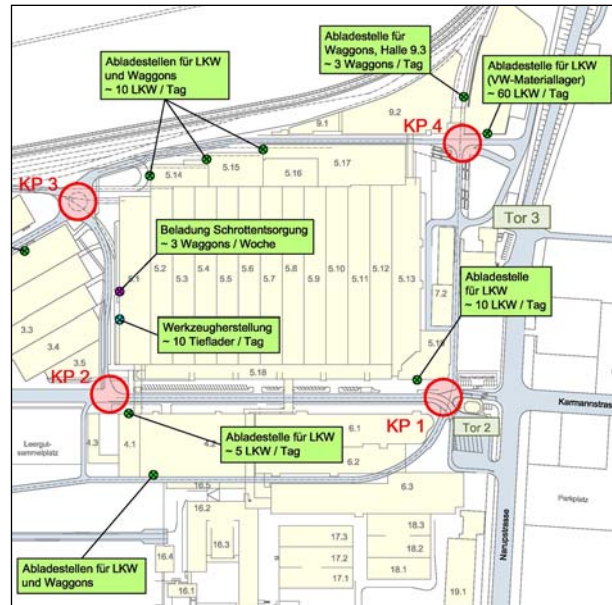 Abladestelle für
Waggons, Halle 9.3
~ 3 Waggons / Tag
Abladestellen für LKW
und Waggons
~ 10 LKW / Tag
Abladestelle für LKW
(VW-Materiallager)
~ 60 LKW / Tag
9.1
9.2
KP 4
5.14
5.15
5.16
5.17
KP 3
Tor 3
Beladung Schrottentsorgung
~ 3 Waggons / Woche
5.1
5.2
5.3
5.4
5.5
5.6
5.7
5.8
5.9
5.10
5.11
5.12
5.13
7.2
Abladestelle
für LKW
~ 10 LKW / Tag
Werkzeugherstellung
~ 10 Tieflader / Tag
3.3
3.4
3.5
5.18
KP 2
KP 1
Karmannstras
Tor 2
Leergut-
sammelplatz
4.3
4.1
6.1
6.2
6.3
Abladestelle für LKW
~ 5 LKW / Tag
Abladestellen für LKW
und Waggons
16.5
16.2
16.3
16.4
16.1
17.3
17.2
17.1
18.3
18.2
18.1
19.1
Parkplatz